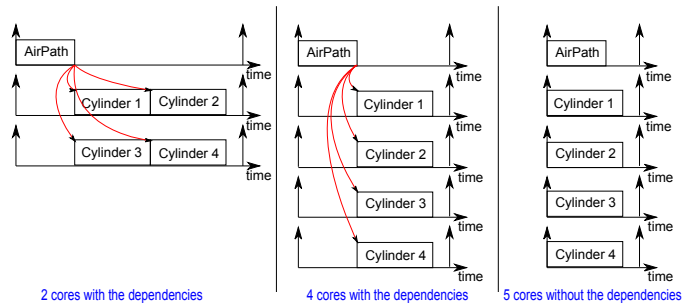 AirPath
time
Cylinder 1
Cylinder 2
time
Cylinder 3
Cylinder 4
time
2 cores with the dependencies
AirPath
time
Cylinder 1
time
Cylinder 2
time
Cylinder 3
time
Cylinder 4
time
4 cores with the dependencies
AirPath
time
Cylinder 1
time
Cylinder 2
time
Cylinder 3
time
Cylinder 4
time
5 cores without the dependencies